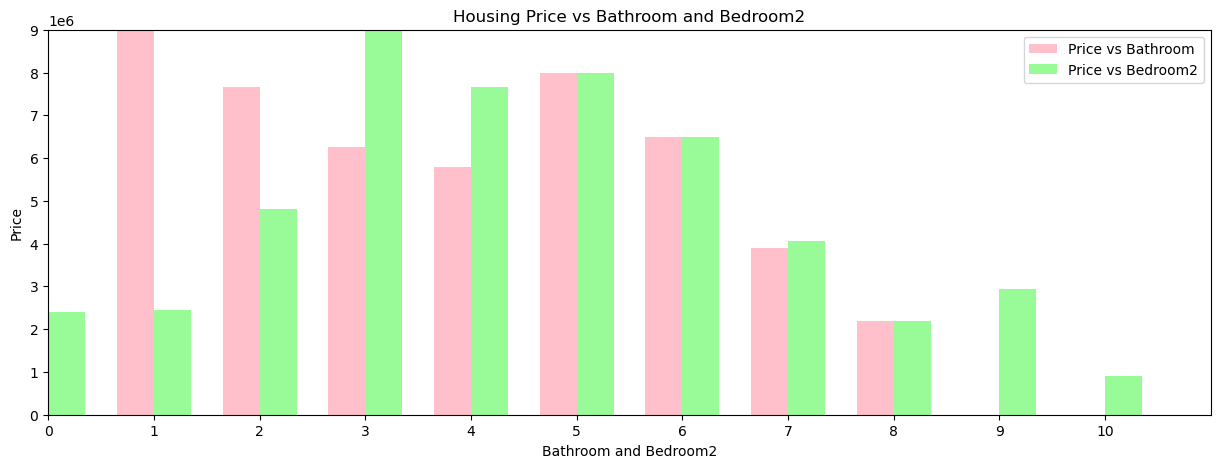 Housing Price vs Bathroom and Bedroom2
1e6
9
8
7
6
5
4
3
2
1
0
Price
Price vs Bathroom
Price vs Bedroom2
0 1 2 3 4 5 6 7 8 9 10
Bathroom and Bedroom2